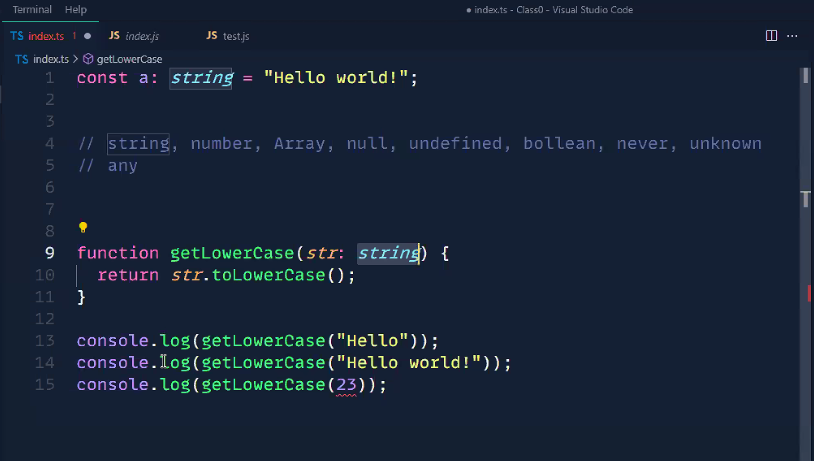 Terminal Help
● index.ts - Class0 - Visual Studio Code
TS index.ts 1 ● JS index.js JS test.js
TS index.ts > getLowerCase
1 const a: string = "Hello world!";
2
3
4 // string, number, Array, null, undefined, bollean, never, unknown
5 // any
6
7
8
9 function getLowerCase(str: string) {
10 return str.toLowerCase();
11 }
12
13 console.log(getLowerCase("Hello"));
14 console.log(getLowerCase("Hello world!"));
15 console.log(getLowerCase(23));